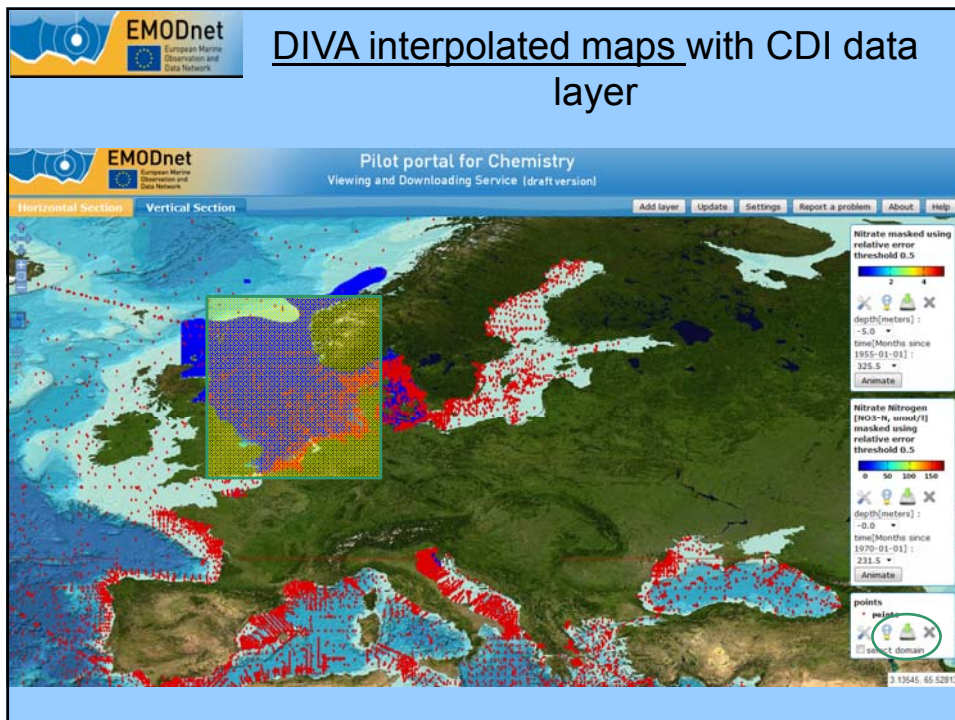 EMODnet
European Marine
Observation and
Data Network
DIVA interpolated maps with CDI data
layer
EMODnet
European Marine
Observation and
Data Network
Pilot portal for Chemistry
Viewing and Downloading Service (draft version)
Horizontal Section Vertical Section
Add layer Update Settings Report a problem About Help
Nitrate masked using
relative error
threshold 0.5
2 4
depth[meters] :
-5.0
time[Months since
1955-01-01] :
325.5
Animate
Nitrate Nitrogen
[NO3-N, umol/l]
masked using
relative error
threshold 0.5
0 50 100 150
depth[meters] :
-0.0
time[Months since
1970-01-01] :
231.5
Animate
points
points
select domain
3.13545, 65.52813